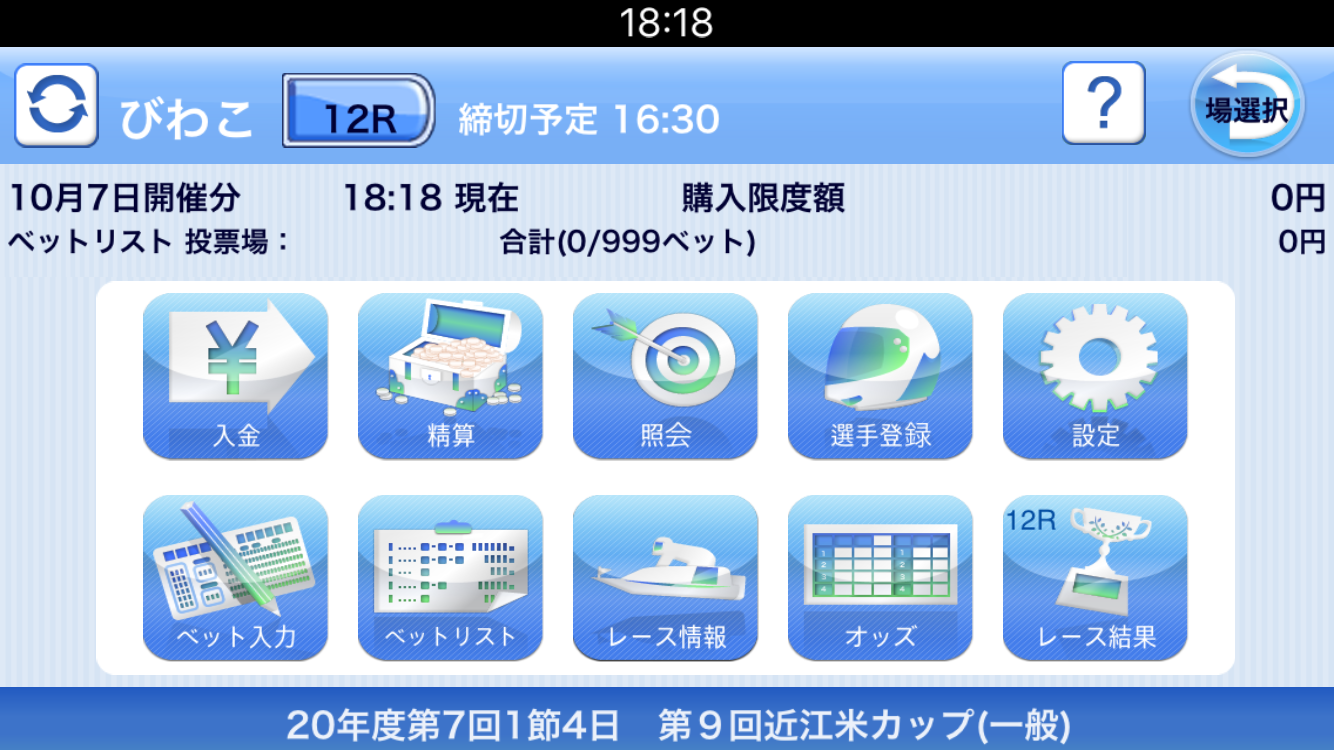 18:18
びわこ 12R 締切予定 16:30 ? 場選択
10月7日開催分 18:18 現在 購入限度額 0円
ベットリスト 投票場： 合計(0/999ベット) 0円
入金 精算 照会 選手登録 設定
12R
ベット入力 ベットリスト レース情報 オッズ レース結果
20年度第7回1節4日 第９回近江米カップ(一般)